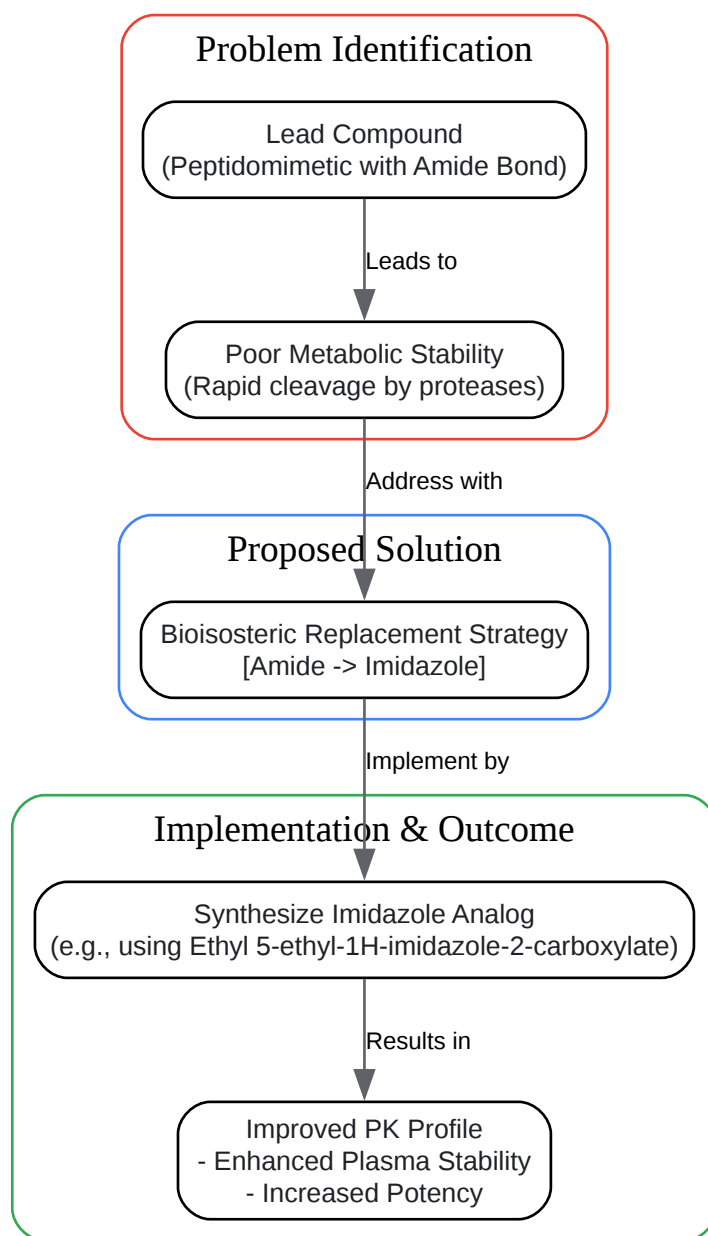 Problem Identification
Lead Compound
(Peptidomimetic with Amide Bond)
Leads to
Poor Metabolic Stability
(Rapid cleavage by proteases)
Address with
Proposed Solution
Bioisosteric Replacement Strategy
[Amide -> Imidazole]
Implement by
Implementation & Outcome
Synthesize Imidazole Analog
(e.g., using Ethyl 5-ethyl-1H-imidazole-2-carboxylate)
Results in
Improved PK Profile
- Enhanced Plasma Stability
- Increased Potency